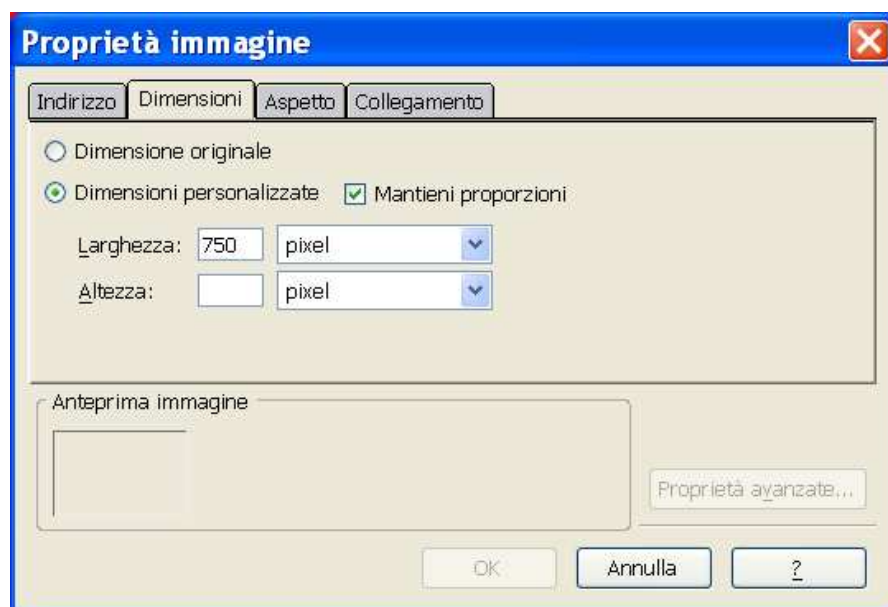 Proprietà immagine
Indirizzo Dimensioni Aspetto Collegamento
Dimensione originale
Dimensioni personalizzate Mantieni proporzioni
Larghezza: 750 pixel
Altezza: pixel
Anteprima immagine
Proprietà avanzate...
OK Annulla ?